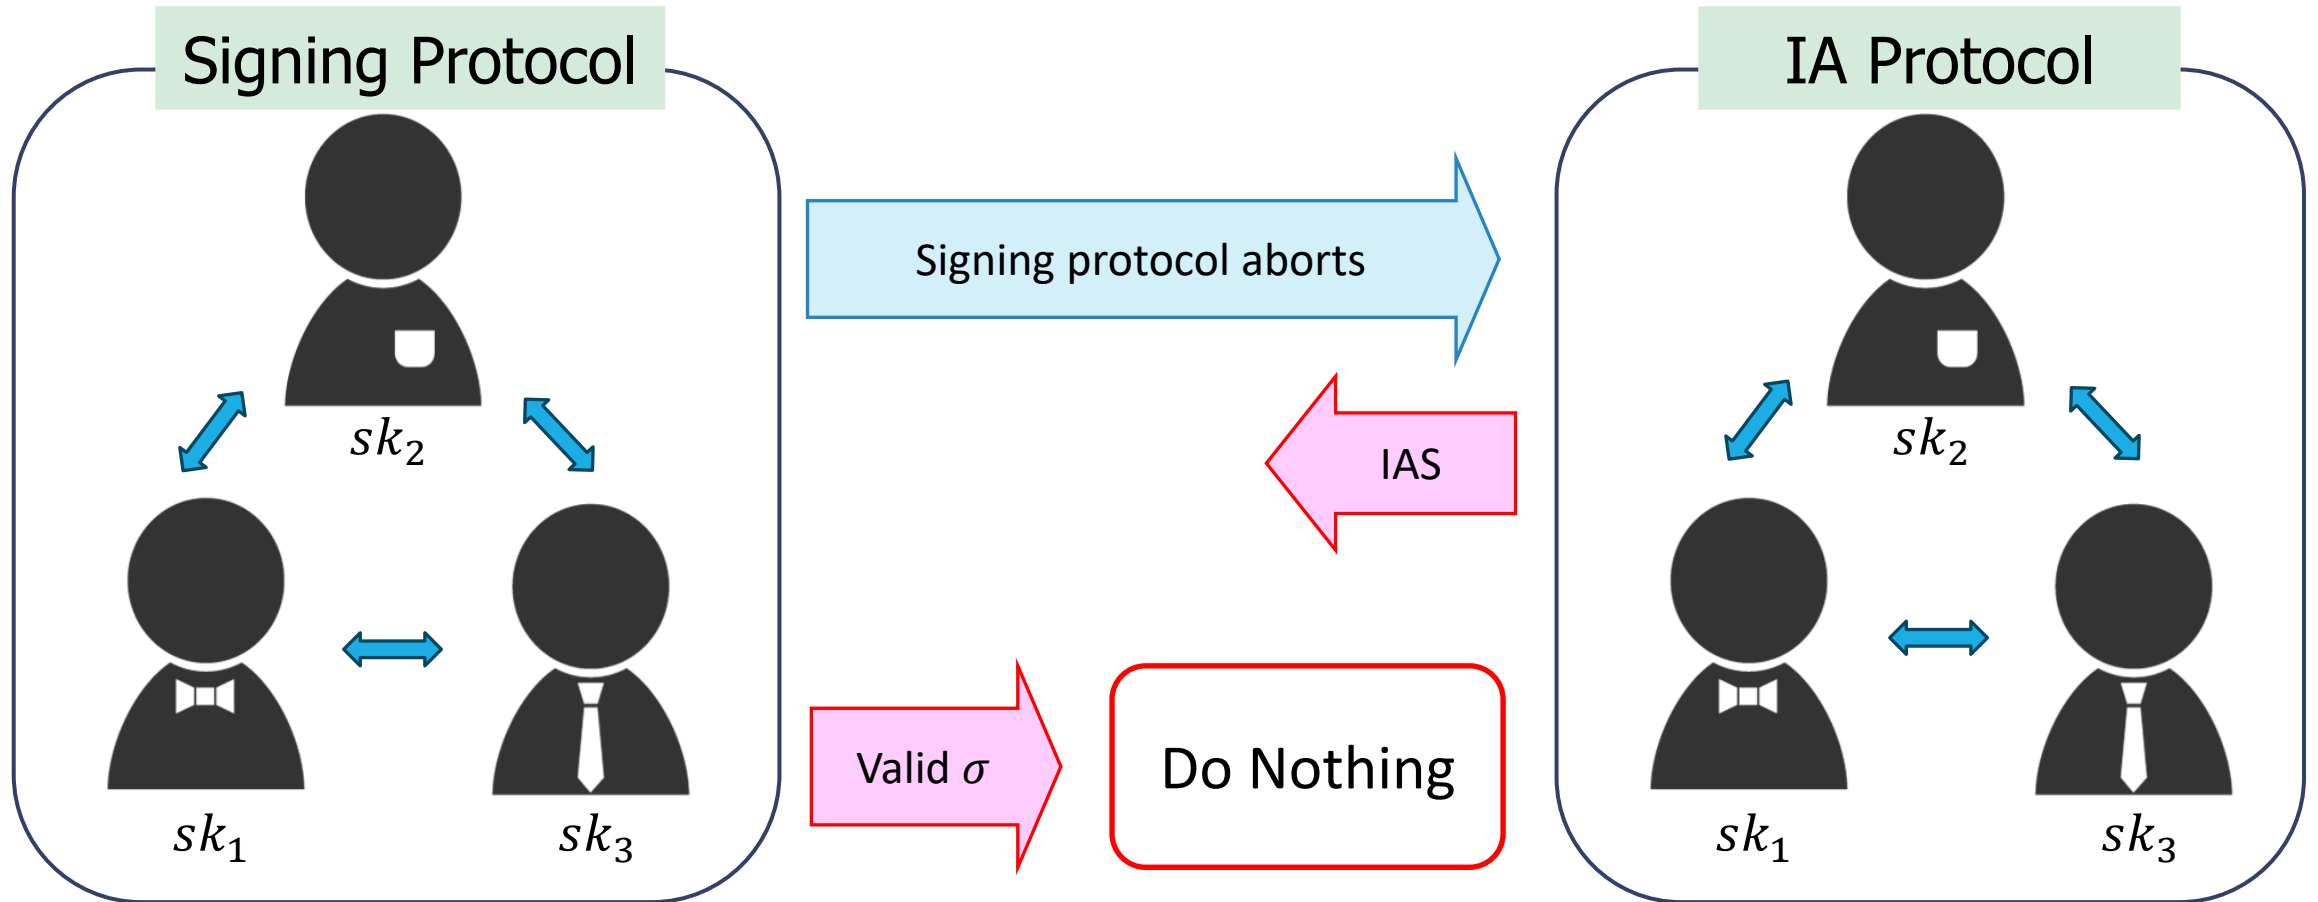 Signing Protocol
IA Protocol
Signing protocol aborts
sk₂
sk₂
IAS
Valid σ
Do Nothing
sk₁
sk₃
sk₁
sk₃